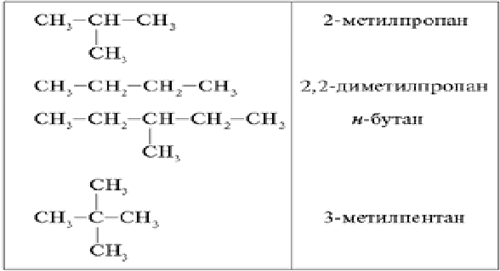 CH₃–CH–CH₃ 2-метилпропан
|
CH₃
CH₃–CH₂–CH₂–CH₃ 2,2-диметилпропан
CH₃–CH₂–CH–CH₂–CH₃ н-бутан
|
CH₃
CH₃
|
CH₃–C–CH₃ 3-метилпентан
|
CH₃